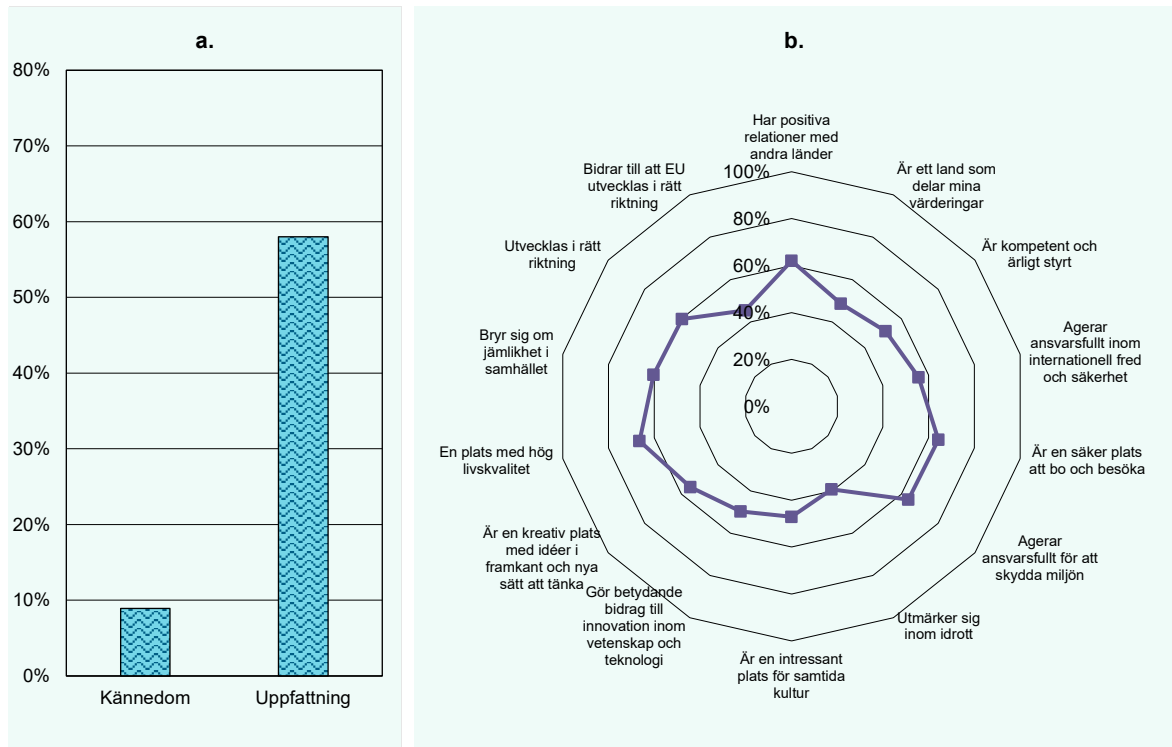 a.
80%
70%
60%
50%
40%
30%
20%
10%
0%
Kännedom
Uppfattning
b.
Har positiva
relationer med
andra länder
Är ett land som
delar mina
värderingar
Är kompetent och
ärligt styrt
Agerar
ansvarsfullt inom
internationell fred
och säkerhet
Är en säker plats
att bo och besöka
Agerar
ansvarsfullt för att
skydda miljön
Utmärker sig
inom idrott
Är en intressant
plats för samtida
kultur
Gör betydande
bidrag till
innovation inom
vetenskap och
teknologi
Är en kreativ plats
med idéer i
framkant och nya
sätt att tänka
En plats med hög
livskvalitet
Bryr sig om
jämlikhet i
samhället
Utvecklas i rätt
riktning
Bidrar till att EU
utvecklas i rätt
riktning
100%
80%
60%
40%
20%
0%